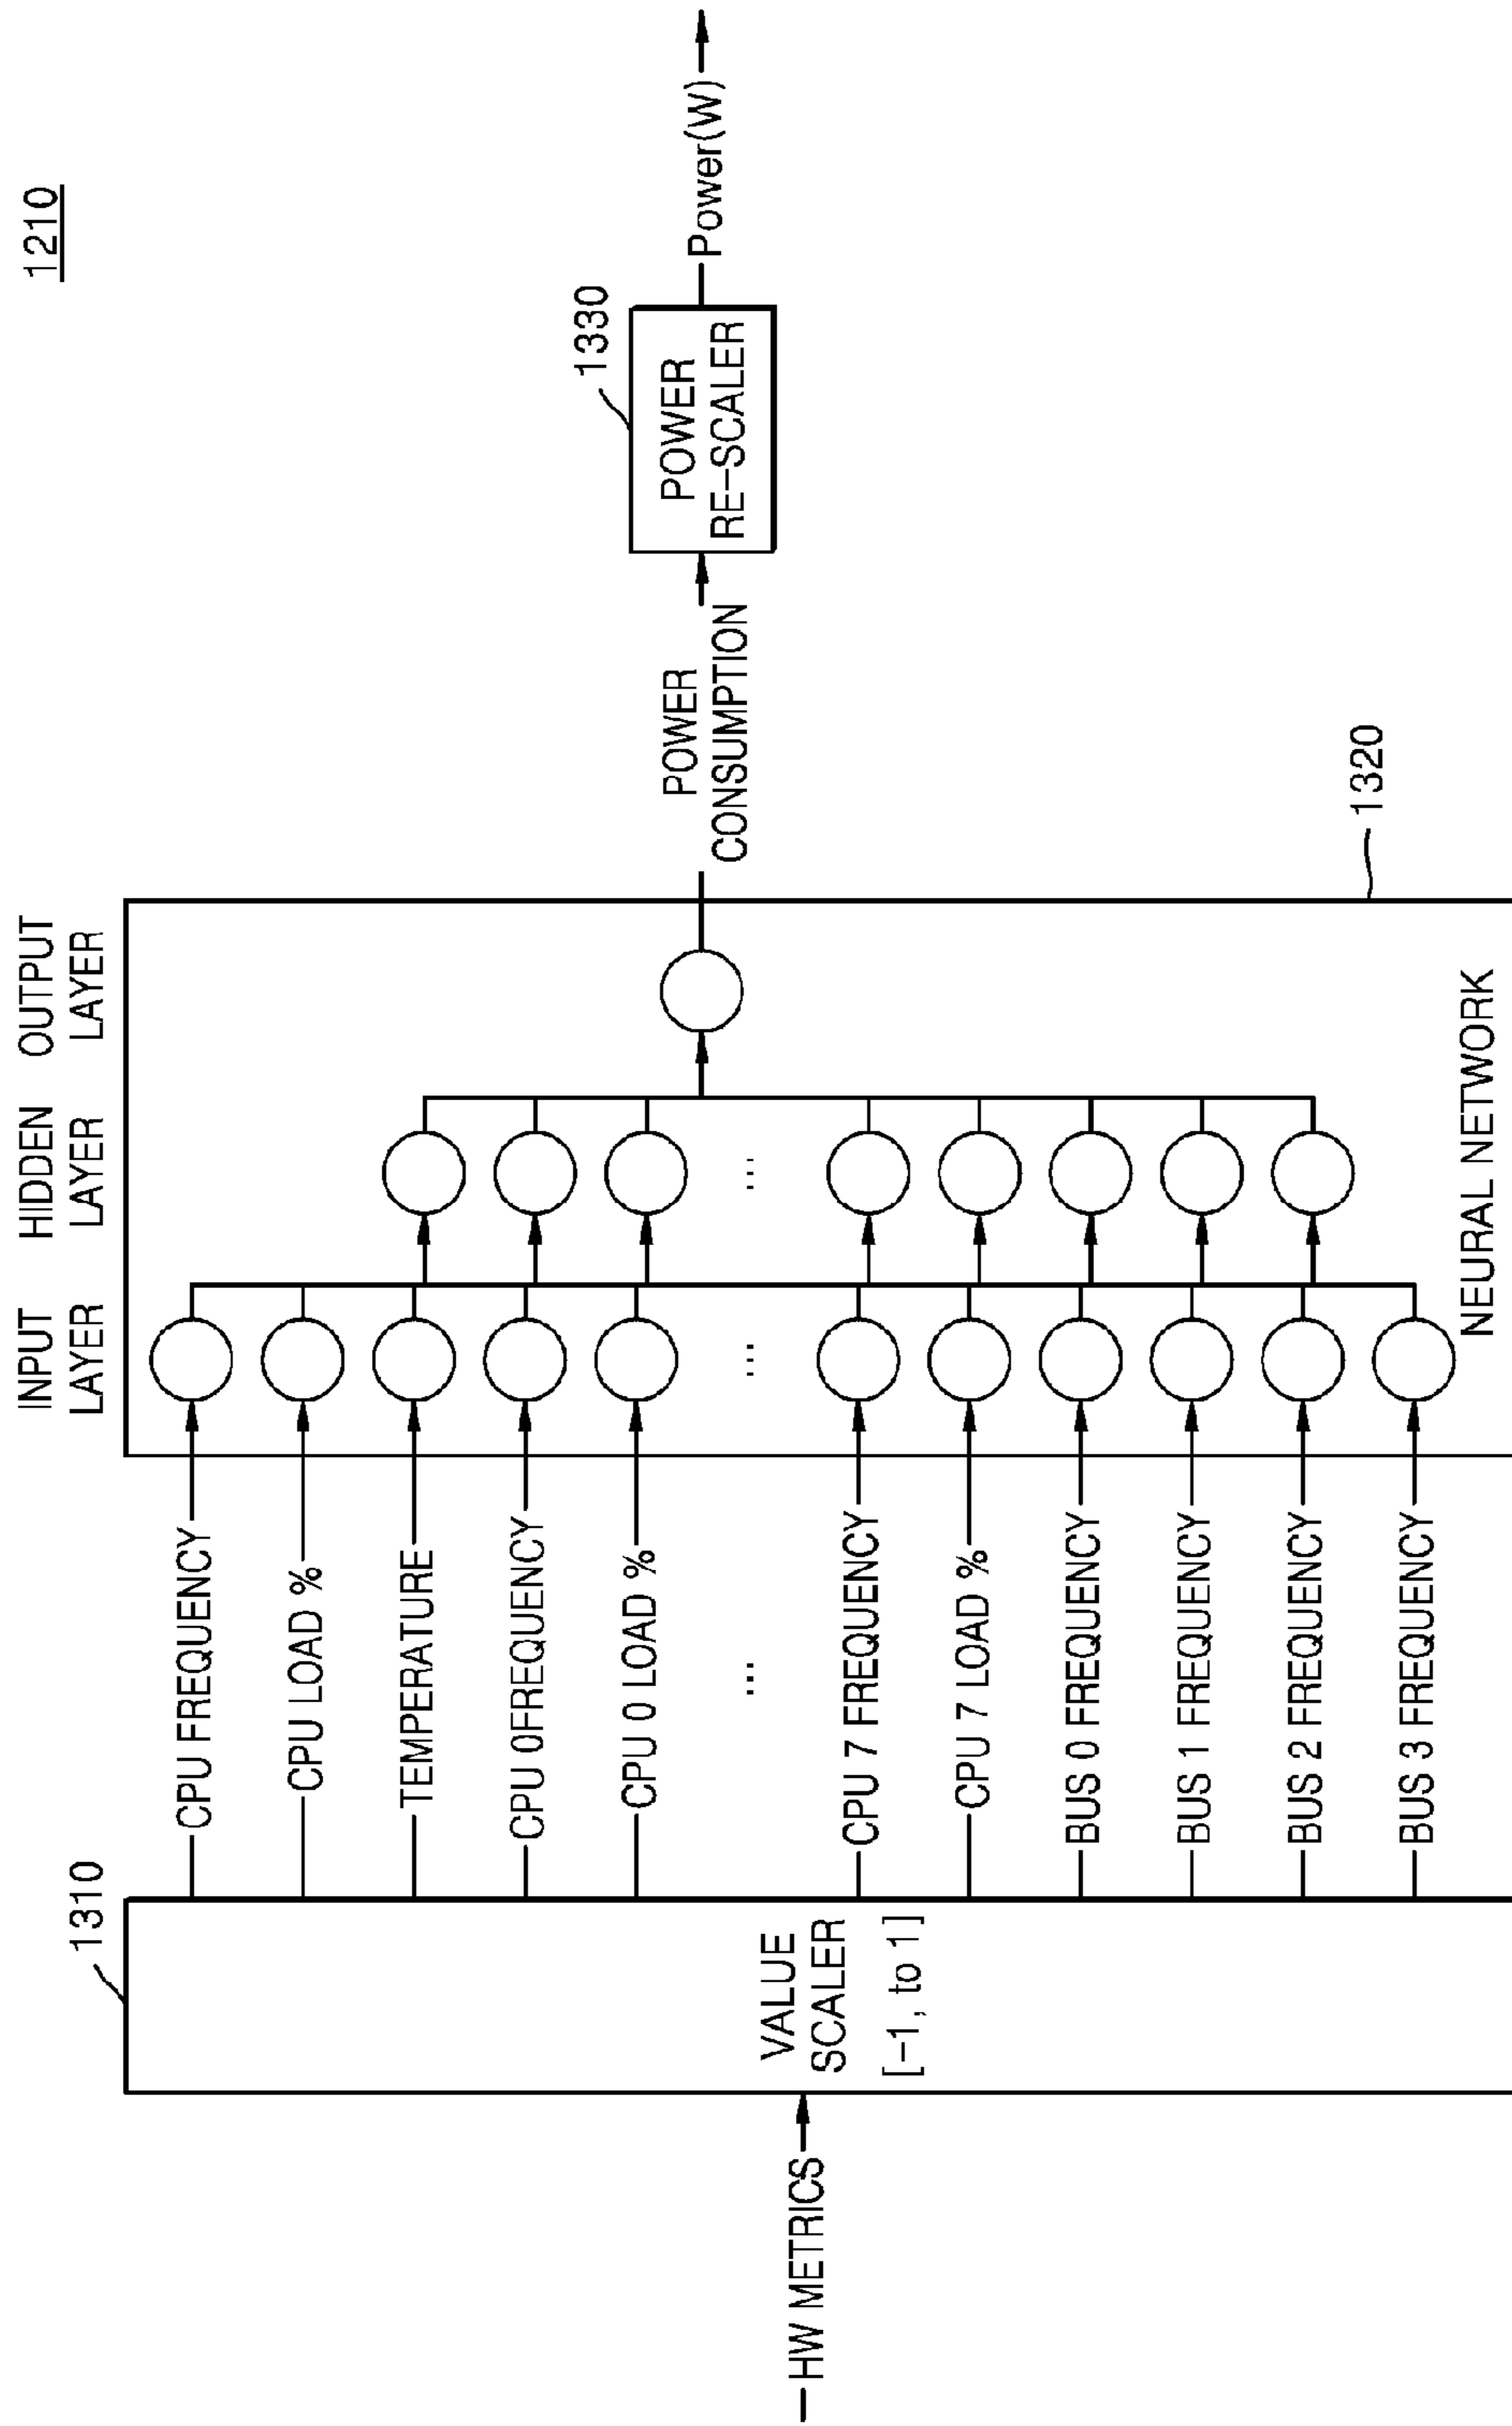 1210
INPUT
LAYER
HIDDEN
LAYER
OUTPUT
LAYER
1310
HW METRICS
VALUE
SCALER
[-1, to 1]
CPU FREQUENCY
CPU LOAD %
TEMPERATURE
CPU 0FREQUENCY
CPU 0 LOAD %
...
CPU 7 FREQUENCY
CPU 7 LOAD %
BUS 0 FREQUENCY
BUS 1 FREQUENCY
BUS 2 FREQUENCY
BUS 3 FREQUENCY
...
...
NEURAL NETWORK
1320
POWER
CONSUMPTION
1330
POWER
RE-SCALER
Power(W)